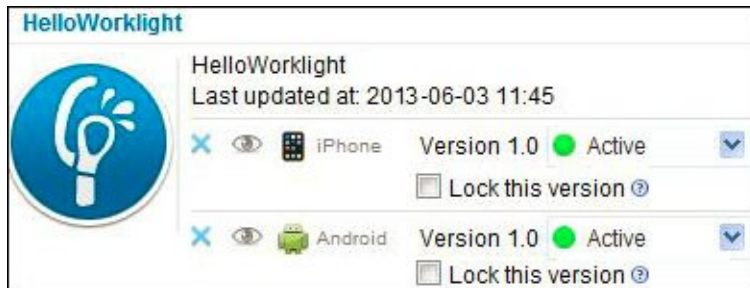 HelloWorklight
HelloWorklight
Last updated at: 2013-06-03 11:45
iPhone Version 1.0 Active
Lock this version
Android Version 1.0 Active
Lock this version